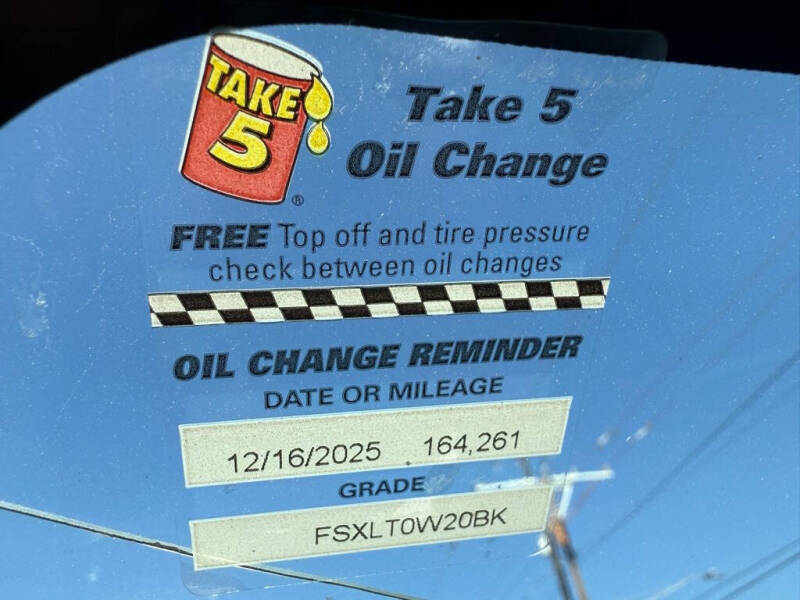 TAKE
5
®
Take 5
Oil Change
FREE Top off and tire pressure
check between oil changes
OIL CHANGE REMINDER
DATE OR MILEAGE
12/16/2025 164,261
GRADE
FSXLT0W20BK